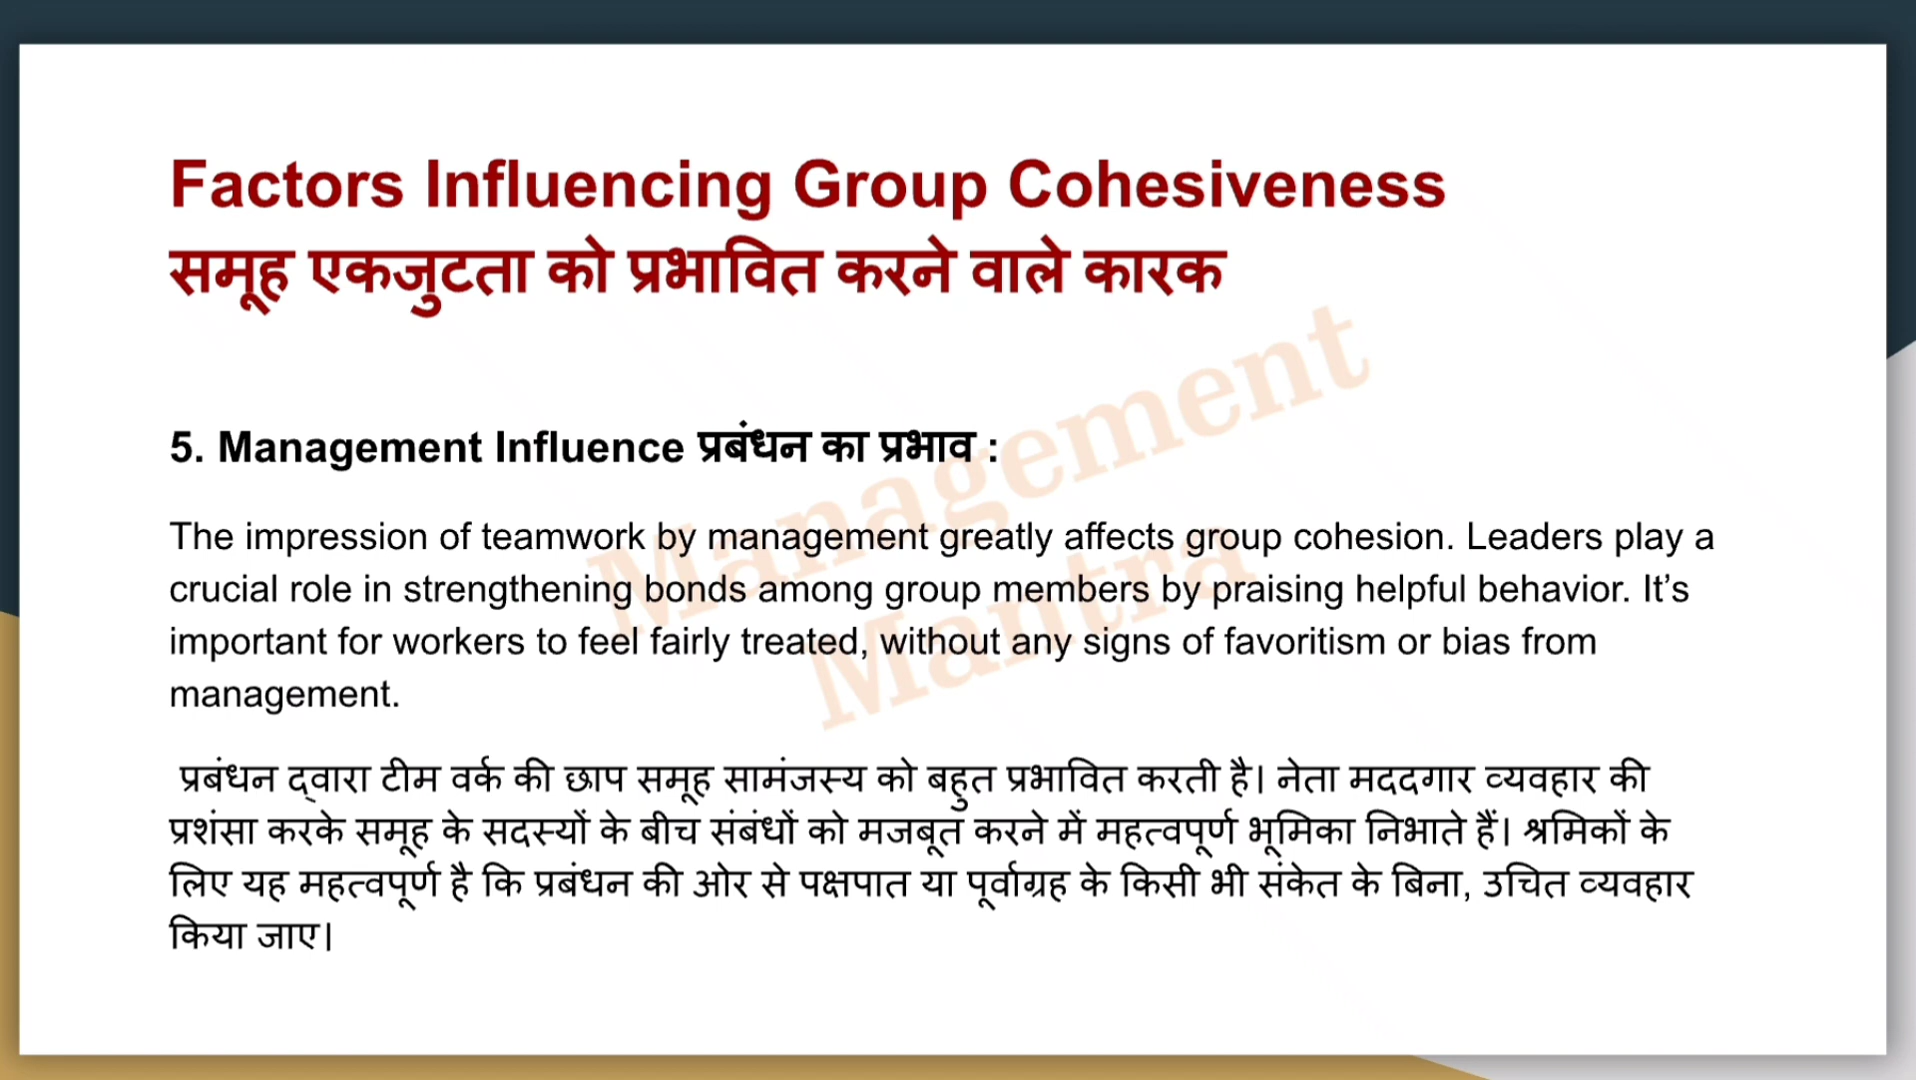 Factors Influencing Group Cohesiveness
समूह एकजुटता को प्रभावित करने वाले कारक
5. Management Influence प्रबंधन का प्रभाव :
The impression of teamwork by management greatly affects group cohesion. Leaders play a
crucial role in strengthening bonds among group members by praising helpful behavior. It’s
important for workers to feel fairly treated, without any signs of favoritism or bias from
management.
प्रबंधन द्वारा टीम वर्क की छाप समूह सामंजस्य को बहुत प्रभावित करती है। नेता मददगार व्यवहार की
प्रशंसा करके समूह के सदस्यों के बीच संबंधों को मजबूत करने में महत्वपूर्ण भूमिका निभाते हैं। श्रमिकों के
लिए यह महत्वपूर्ण है कि प्रबंधन की ओर से पक्षपात या पूर्वाग्रह के किसी भी संकेत के बिना, उचित व्यवहार
किया जाए।
Management
Mantra